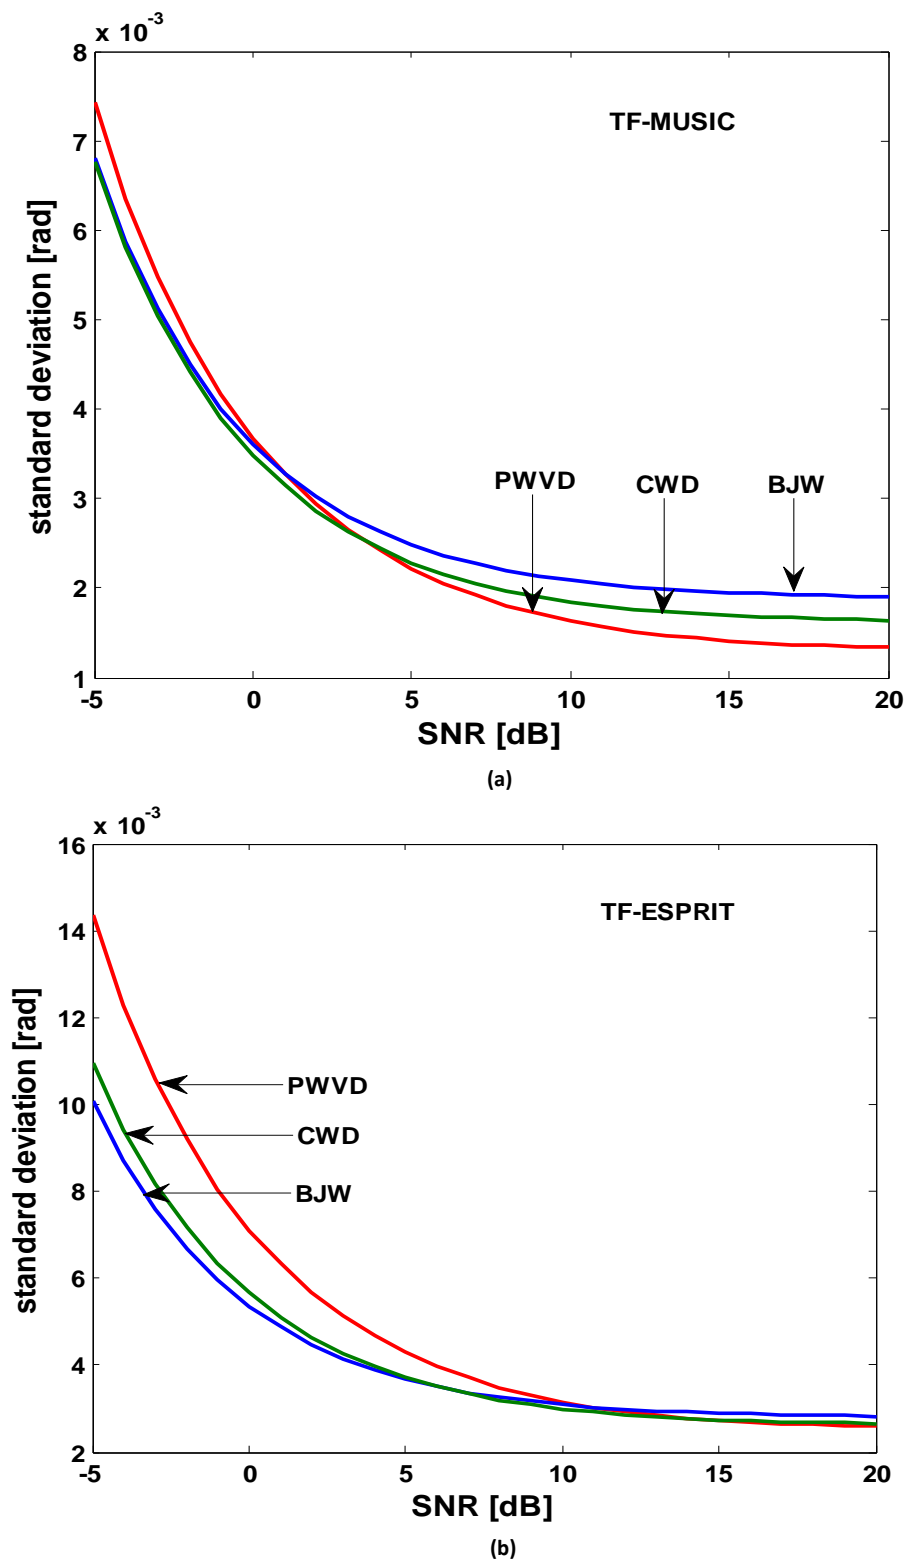 x 10-3
8
7
6
5
4
3
2
1
standard deviation [rad]
TF-MUSIC
PWVD
CWD
BJW
-5 0 5 10 15 20
SNR [dB]
(a)
x 10-3
16
14
12
10
8
6
4
2
standard deviation [rad]
TF-ESPRIT
PWVD
CWD
BJW
-5 0 5 10 15 20
SNR [dB]
(b)